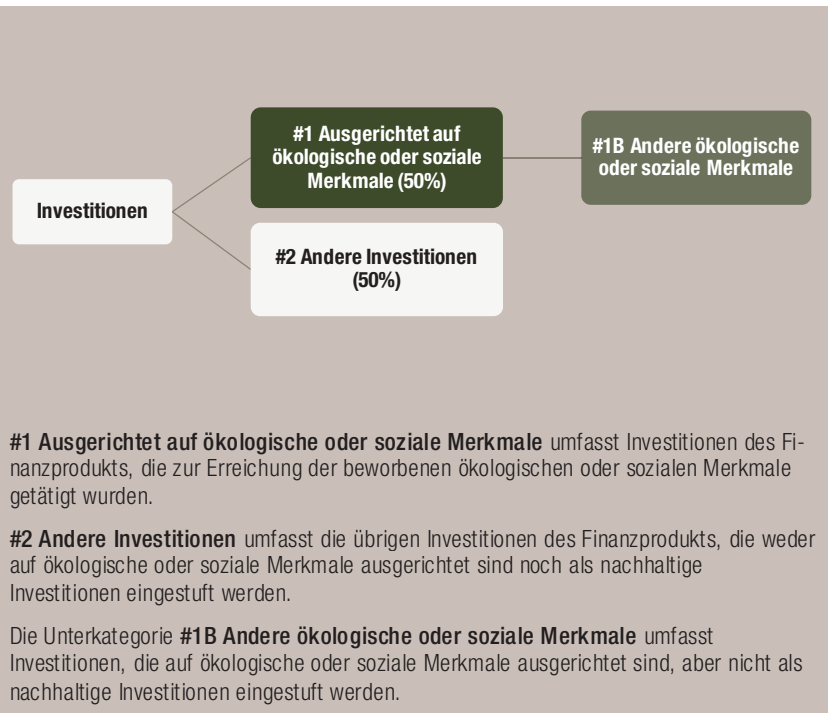 #1 Ausgerichtet auf
ökologische oder soziale
Merkmale (50%)
#1B Andere ökologische
oder soziale Merkmale
Investitionen
#2 Andere Investitionen
(50%)
#1 Ausgerichtet auf ökologische oder soziale Merkmale umfasst Investitionen des Fi-
nanzprodukts, die zur Erreichung der beworbenen ökologischen oder sozialen Merkmale
getätigt wurden.
#2 Andere Investitionen umfasst die übrigen Investitionen des Finanzprodukts, die weder
auf ökologische oder soziale Merkmale ausgerichtet sind noch als nachhaltige
Investitionen eingestuft werden.
Die Unterkategorie #1B Andere ökologische oder soziale Merkmale umfasst
Investitionen, die auf ökologische oder soziale Merkmale ausgerichtet sind, aber nicht als
nachhaltige Investitionen eingestuft werden.